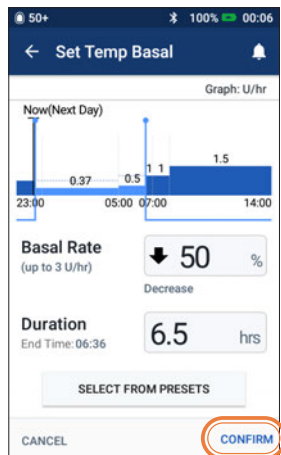 50+ 100% 00:06
Set Temp Basal
Graph: U/hr
Now(Next Day)
0.37 0.5 1 1 1.5
23:00 05:00 07:00 14:00
Basal Rate 50 %
(up to 3 U/hr)
Decrease
Duration 6.5 hrs
End Time: 06:36
SELECT FROM PRESETS
CANCEL CONFIRM